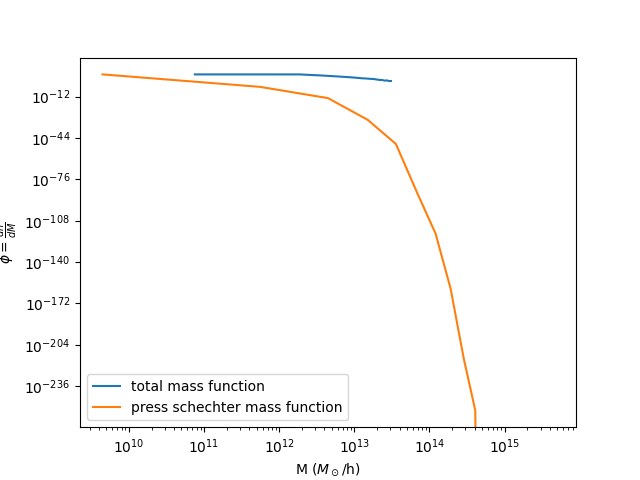 10^{-12}
10^{-44}
10^{-76}
10^{-108}
10^{-140}
10^{-172}
10^{-204}
10^{-236}
ϕ = \frac{dn}{dM}
total mass function
press schechter mass function
10^{10} 10^{11} 10^{12} 10^{13} 10^{14} 10^{15}
M (M_⊙/h)